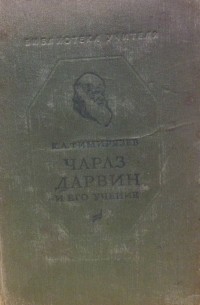 БИБЛИОТЕКА УЧИТЕЛЯ
К.А.ТИМИРЯЗЕВ
ЧАРЛЗ
ДАРВИН
И ЕГО УЧЕНИЕ